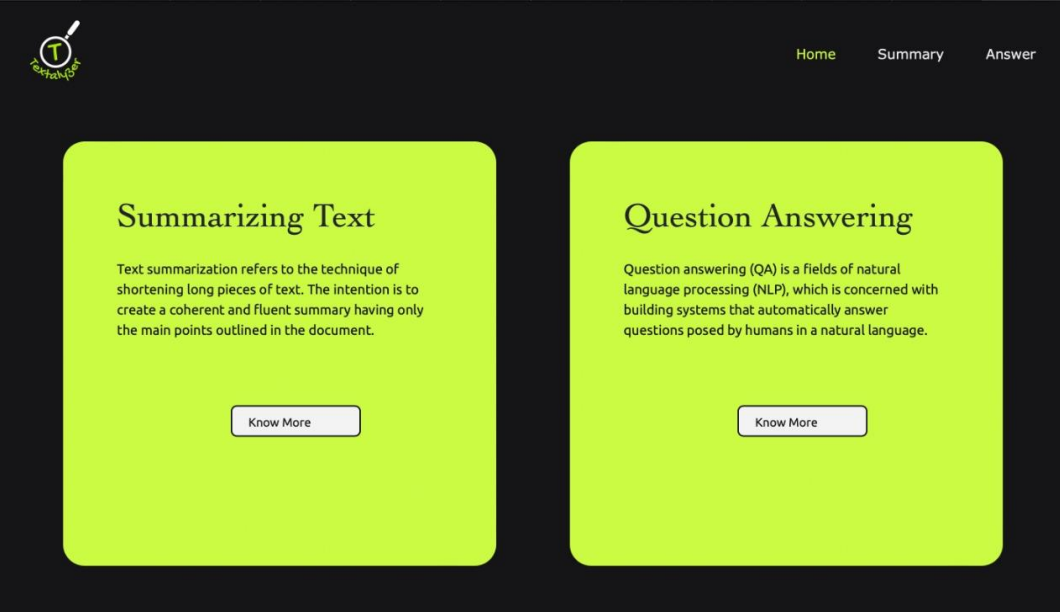 T
Textalyßer
Home
Summary
Answer
Summarizing Text
Text summarization refers to the technique of
shortening long pieces of text. The intention is to
create a coherent and fluent summary having only
the main points outlined in the document.
Know More
Question Answering
Question answering (QA) is a fields of natural
language processing (NLP), which is concerned with
building systems that automatically answer
questions posed by humans in a natural language.
Know More